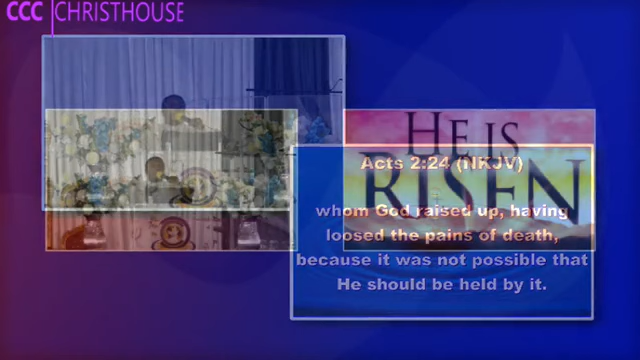 CCC CHRISTHOUSE
HE IS
RISEN
Acts 2:24 (NKJV)
whom God raised up, having
loosed the pains of death,
because it was not possible that
He should be held by it.